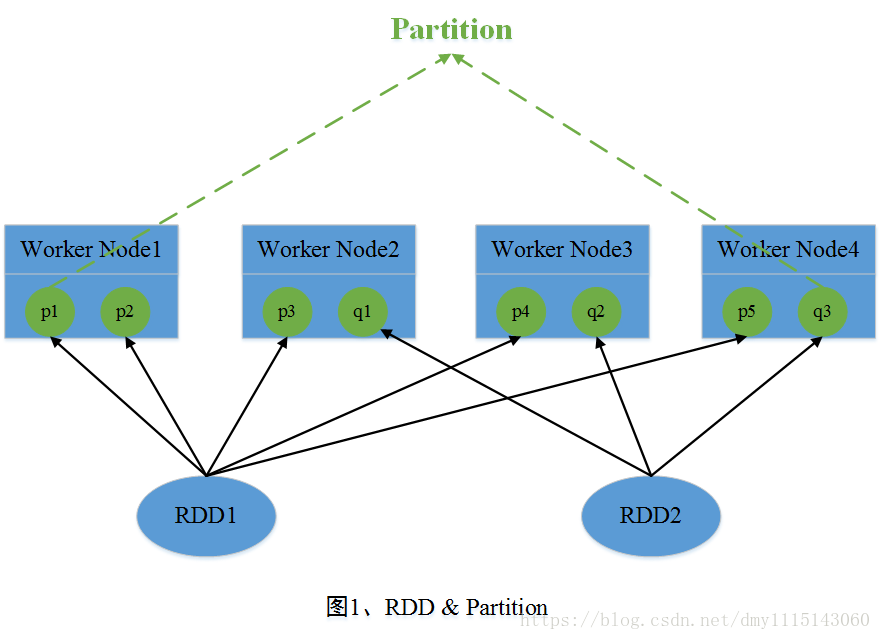 Partition
Worker Node1
Worker Node2
Worker Node3
Worker Node4
p1
p2
p3
q1
p4
q2
p5
q3
RDD1
RDD2
图1、RDD & Partition
https://blog.csdn.net/dmy1115143060